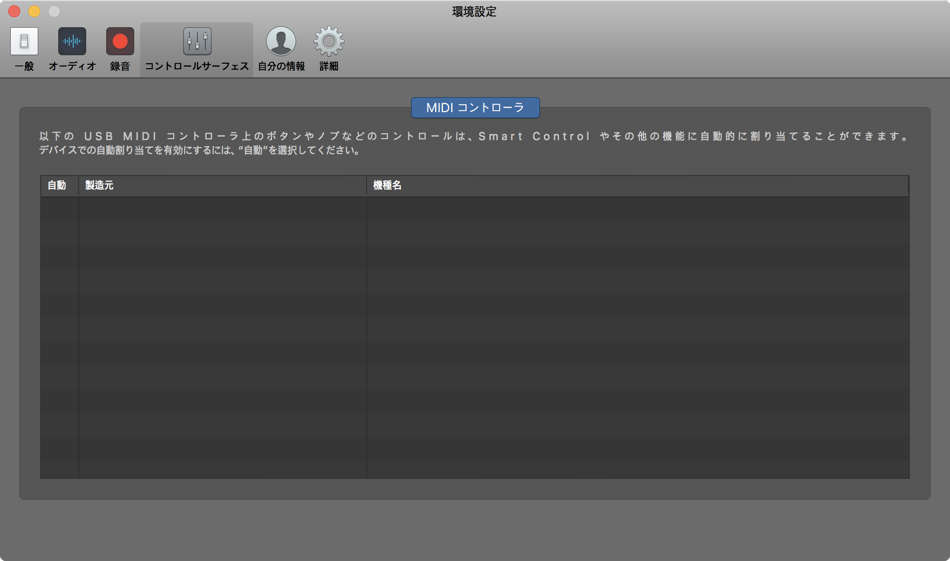 環境設定
一般 オーディオ 録音 コントロールサーフェス 自分の情報 詳細
MIDI コントローラ
以下の USB MIDI コントローラ上のボタンやノブなどのコントロールは、Smart Control やその他の機能に自動的に割り当てることができます。
デバイスでの自動割り当てを有効にするには、“自動”を選択してください。
自動 製造元 機種名